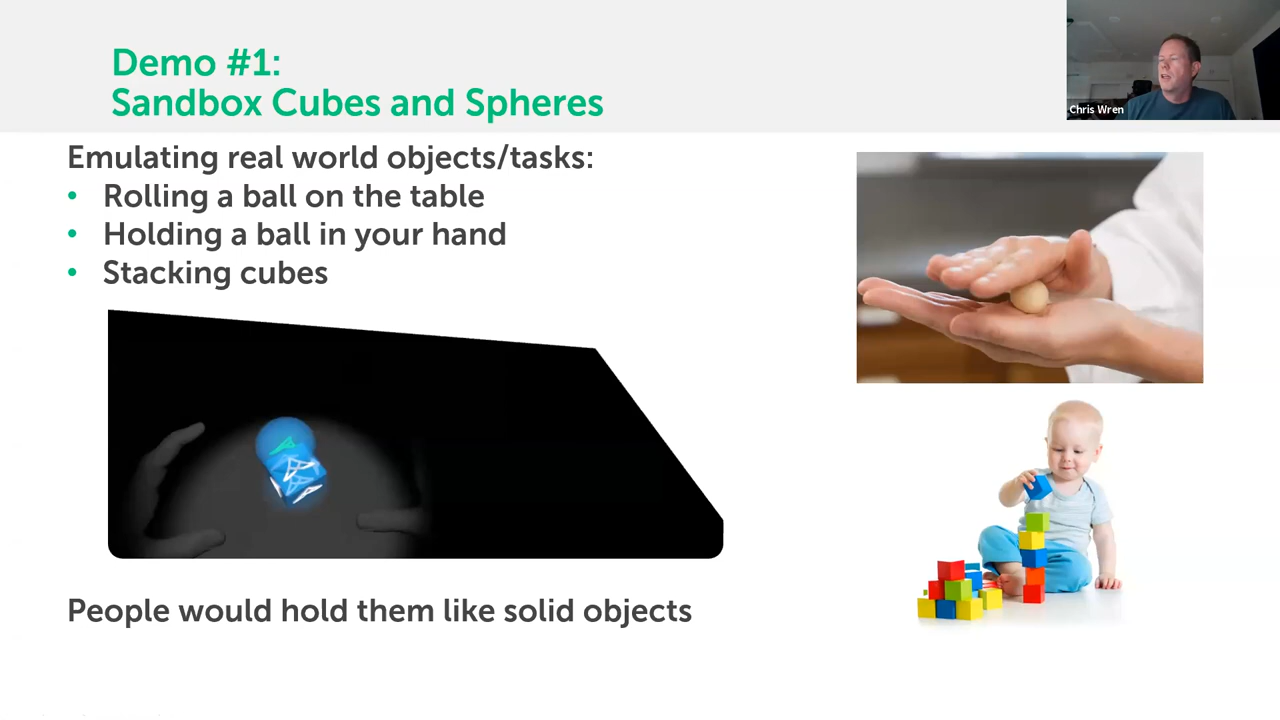 Demo #1:
Sandbox Cubes and Spheres
Chris Wren
Emulating real world objects/tasks:
• Rolling a ball on the table
• Holding a ball in your hand
• Stacking cubes
People would hold them like solid objects